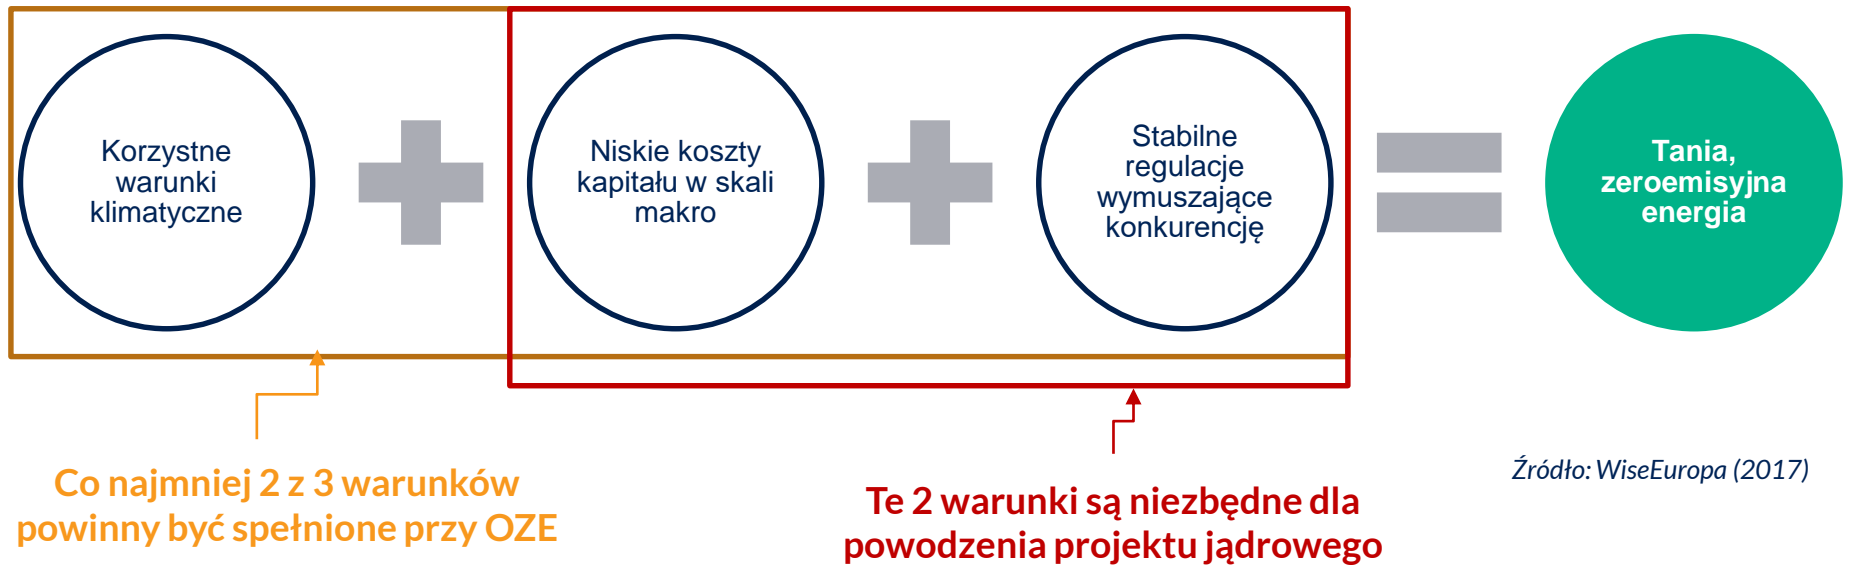 Korzystne
warunki
klimatyczne
Niskie koszty
kapitału w skali
makro
Stabilne
regulacje
wymuszające
konkurencję
Tania,
zeroemisyjna
energia
Co najmniej 2 z 3 warunków
powinny być spełnione przy OZE
Te 2 warunki są niezbędne dla
powodzenia projektu jądrowego
Źródło: WiseEuropa (2017)